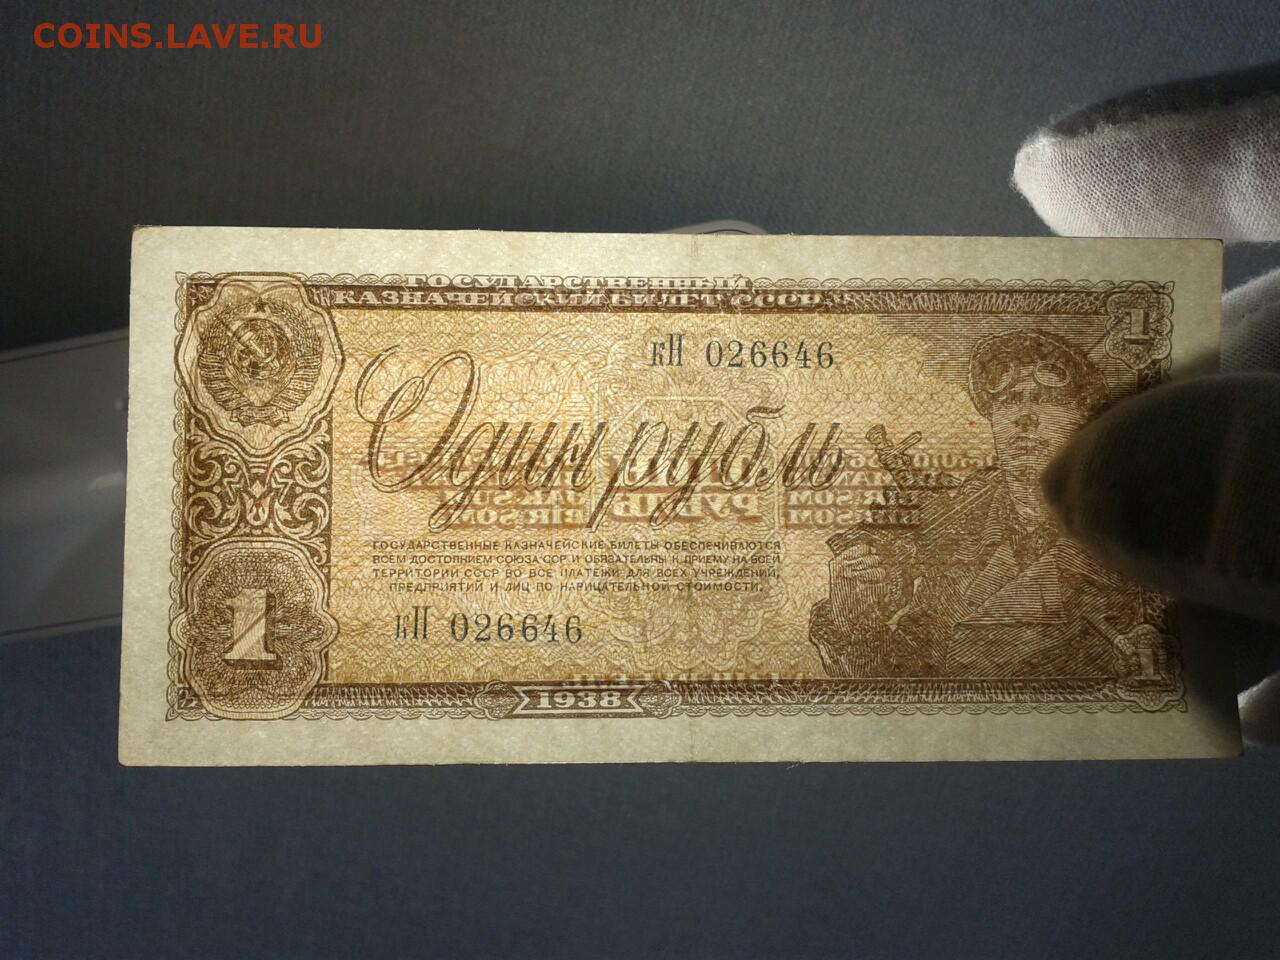 COINS.LAVE.RU
ГОСУДАРСТВЕННЫЙ
КАЗНАЧЕЙСКИЙ БИЛЕТ СССР
1
кН 026646
Один рубль
ГОСУДАРСТВЕННЫЕ КАЗНАЧЕЙСКИЕ БИЛЕТЫ ОБЕСПЕЧИВАЮТСЯ
ВСЕМ ДОСТОЯНИЕМ СОЮЗА ССР И ОБЯЗАТЕЛЬНЫ К ПРИЕМУ НА ВСЕЙ
ТЕРРИТОРИИ СССР ВО ВСЕ ПЛАТЕЖИ ДЛЯ ВСЕХ УЧРЕЖДЕНИЙ,
ПРЕДПРИЯТИЙ И ЛИЦ ПО НАРИЦАТЕЛЬНОЙ СТОИМОСТИ.
1
кН 026646
1
1938